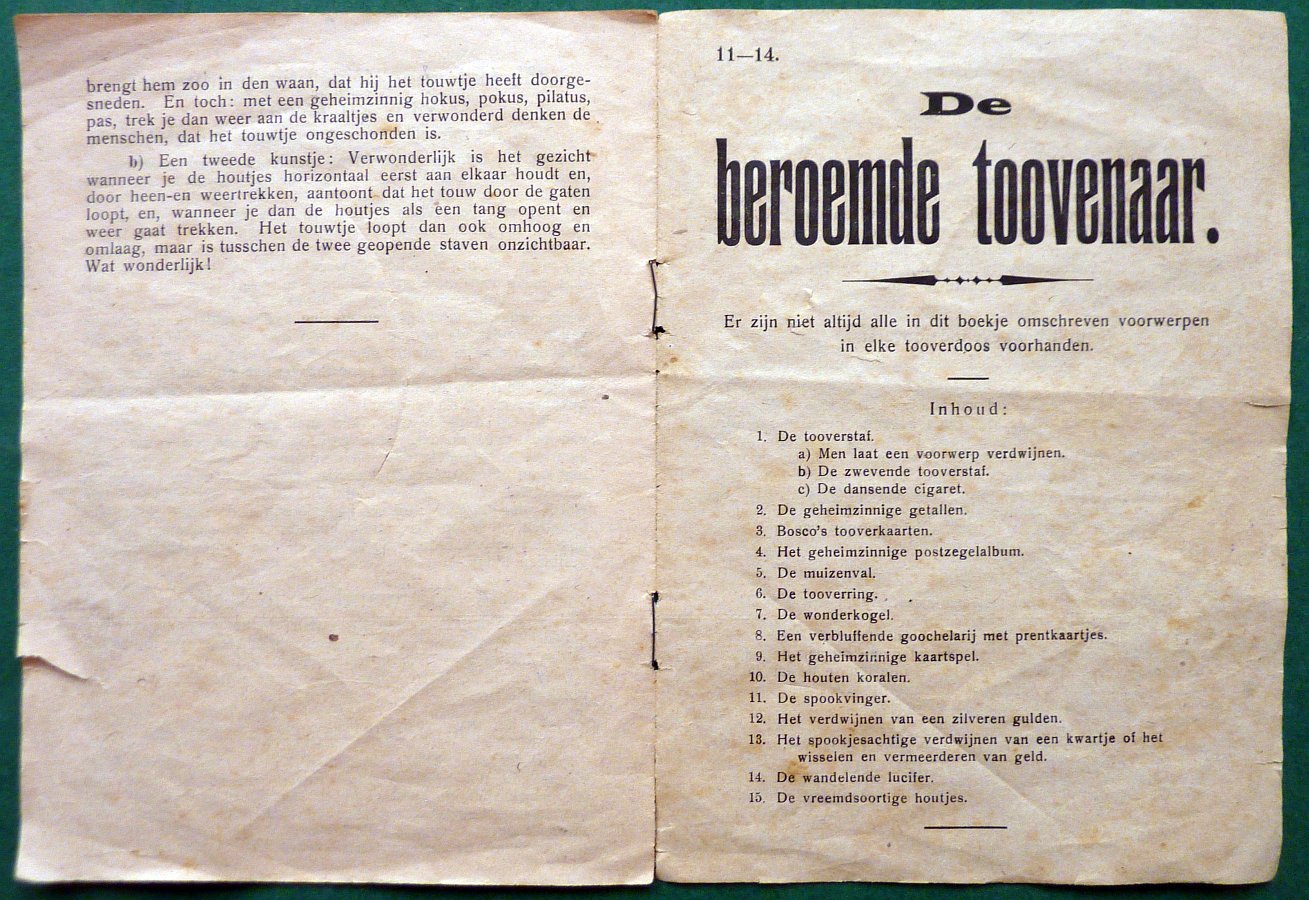 brengt hem zoo in den waan, dat hij het touwtje heeft doorge-
sneden. En toch: met een geheimzinnig hokus, pokus, pilatus,
pas, trek je dan weer aan de kraaltjes en verwonderd denken de
menschen, dat het touwtje ongeschonden is.
b) Een tweede kunstje: Verwonderlijk is het gezicht
wanneer je de houtjes horizontaal eerst aan elkaar houdt en,
door heen-en weertrekken, aantoont dat het touw door de gaten
loopt, en, wanneer je dan de houtjes als een tang opent en
weer gaat trekken. Het touwtje loopt dan ook omhoog en
omlaag, maar is tusschen de twee geopende staven onzichtbaar.
Wat wonderlijk!
11—14.
De
beroemde toovenaar.
Er zijn niet altijd alle in dit boekje omschreven voorwerpen
in elke tooverdoos voorhanden.
Inhoud:
1. De tooverstaf.
a) Men laat een voorwerp verdwijnen.
b) De zwevende tooverstaf.
c) De dansende cigaret.
2. De geheimzinnige getallen.
3. Bosco's tooverkaarten.
4. Het geheimzinnige postzegelalbum.
5. De muizenval.
6. De tooverring.
7. De wonderkogel.
8. Een verbluffende goochelarij met prentkaartjes.
9. Het geheimzinnige kaartspel.
10. De houten koralen.
11. De spookvinger.
12. Het verdwijnen van een zilveren gulden.
13. Het spookjesachtige verdwijnen van een kwartje of het
wisselen en vermeerderen van geld.
14. De wandelende lucifer.
15. De vreemdsoortige houtjes.